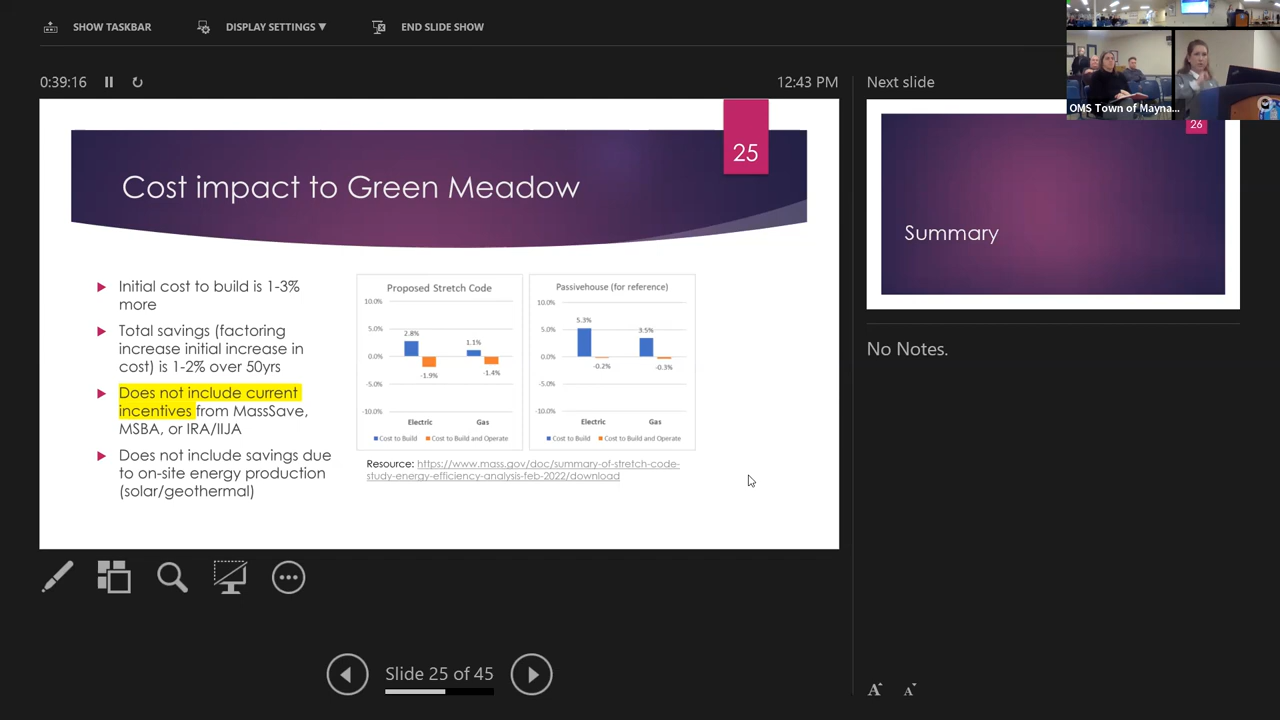 SHOW TASKBAR
DISPLAY SETTINGS ▼
END SLIDE SHOW
0:39:16
12:43 PM
Next slide
OMS Town of Mayna...
25
Cost impact to Green Meadow
Initial cost to build is 1-3%
more
Total savings (factoring
increase initial increase in
cost) is 1-2% over 50yrs
Does not include current
incentives from MassSave,
MSBA, or IRA/IIJA
Does not include savings due
to on-site energy production
(solar/geothermal)
Proposed Stretch Code
10.0%
5.0%
0.0%
-5.0%
-10.0%
2.8%
-1.9%
1.1%
-1.4%
Electric
Gas
Cost to Build
Cost to Build and Operate
Passivehouse (for reference)
10.0%
5.0%
0.0%
-5.0%
-10.0%
5.3%
-0.2%
3.5%
-0.3%
Electric
Gas
Cost to Build
Cost to Build and Operate
Resource: https://www.mass.gov/doc/summary-of-stretch-code-
study-energy-efficiency-analysis-feb-2022/download
26
Summary
No Notes.
Slide 25 of 45
A
A